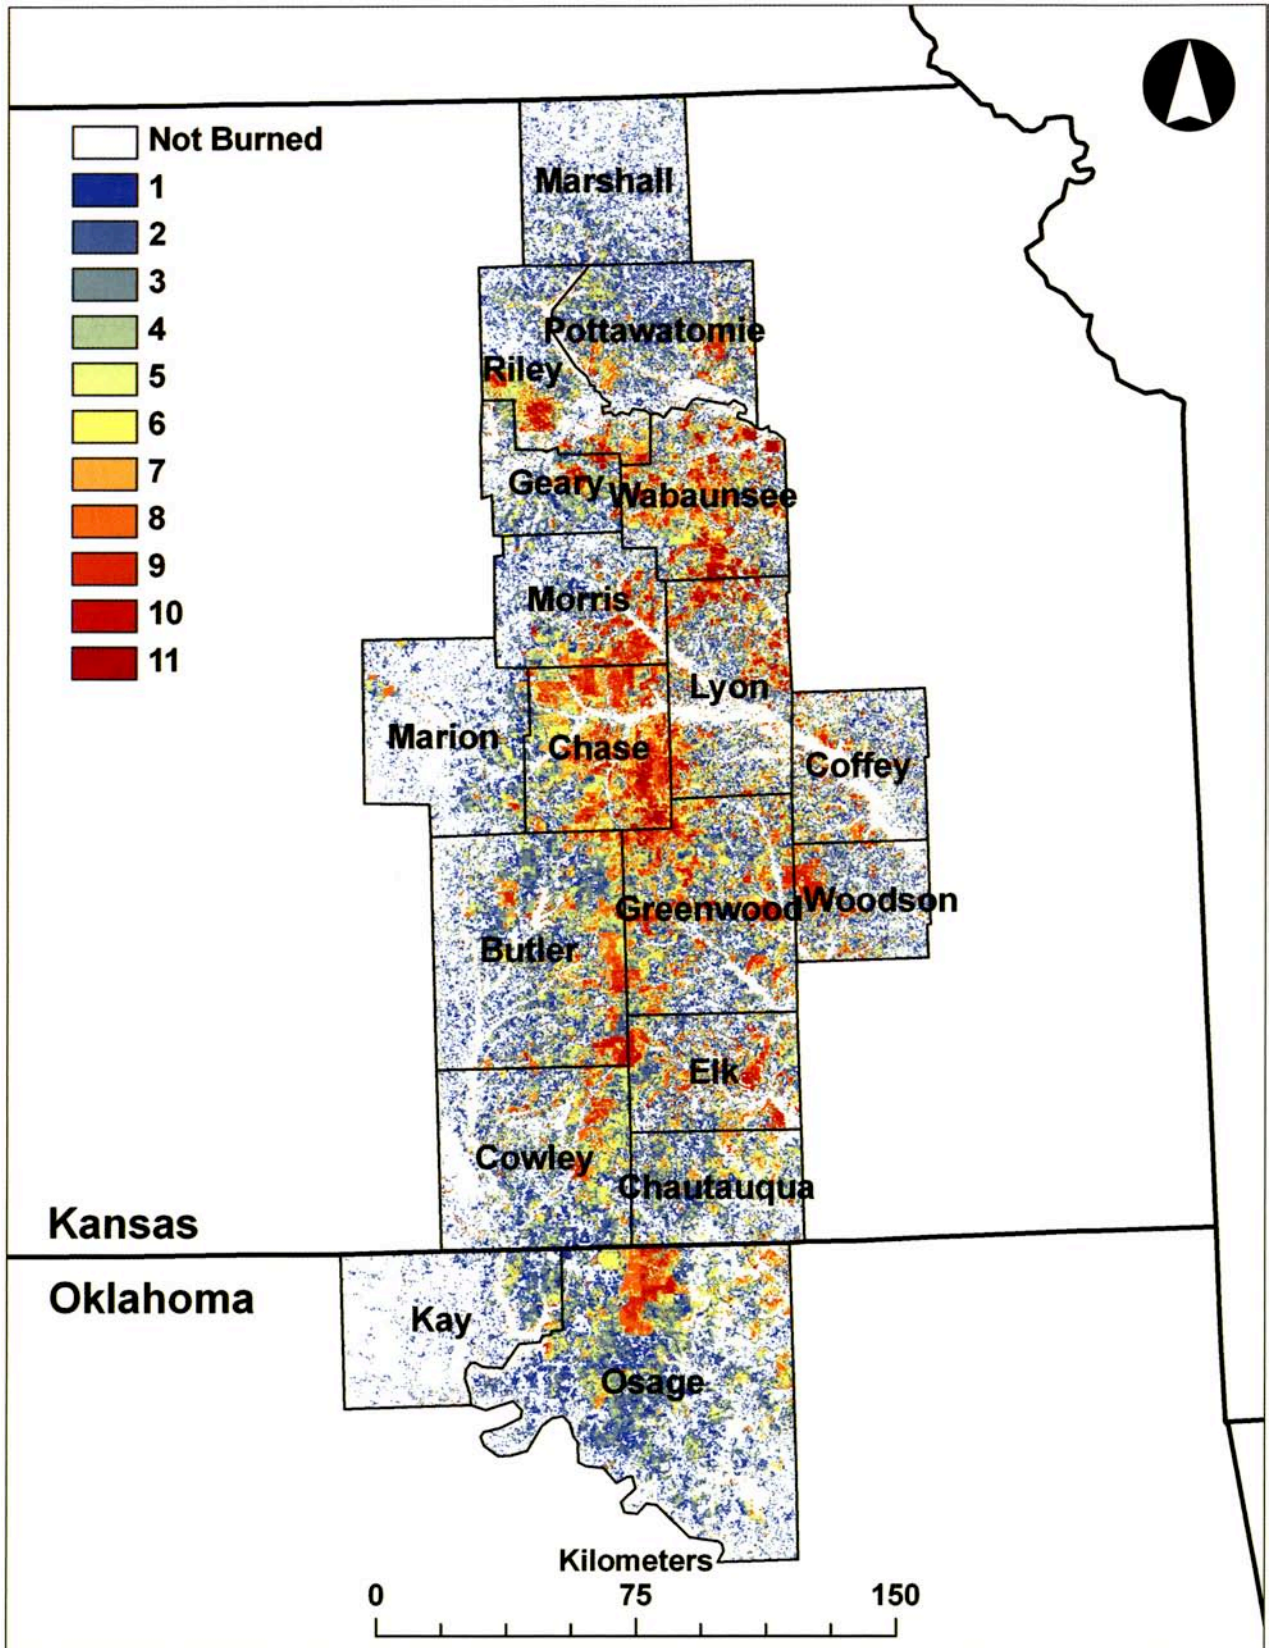 Not Burned
1
2
3
4
5
6
7
8
9
10
11
Marshall
Pottawatomie
Riley
Geary
Wabaunsee
Morris
Lyon
Marion
Chase
Coffey
Greenwood
Woodson
Butler
Elk
Cowley
Chautauqua
Kansas
Oklahoma
Kay
Osage
Kilometers
0 75 150